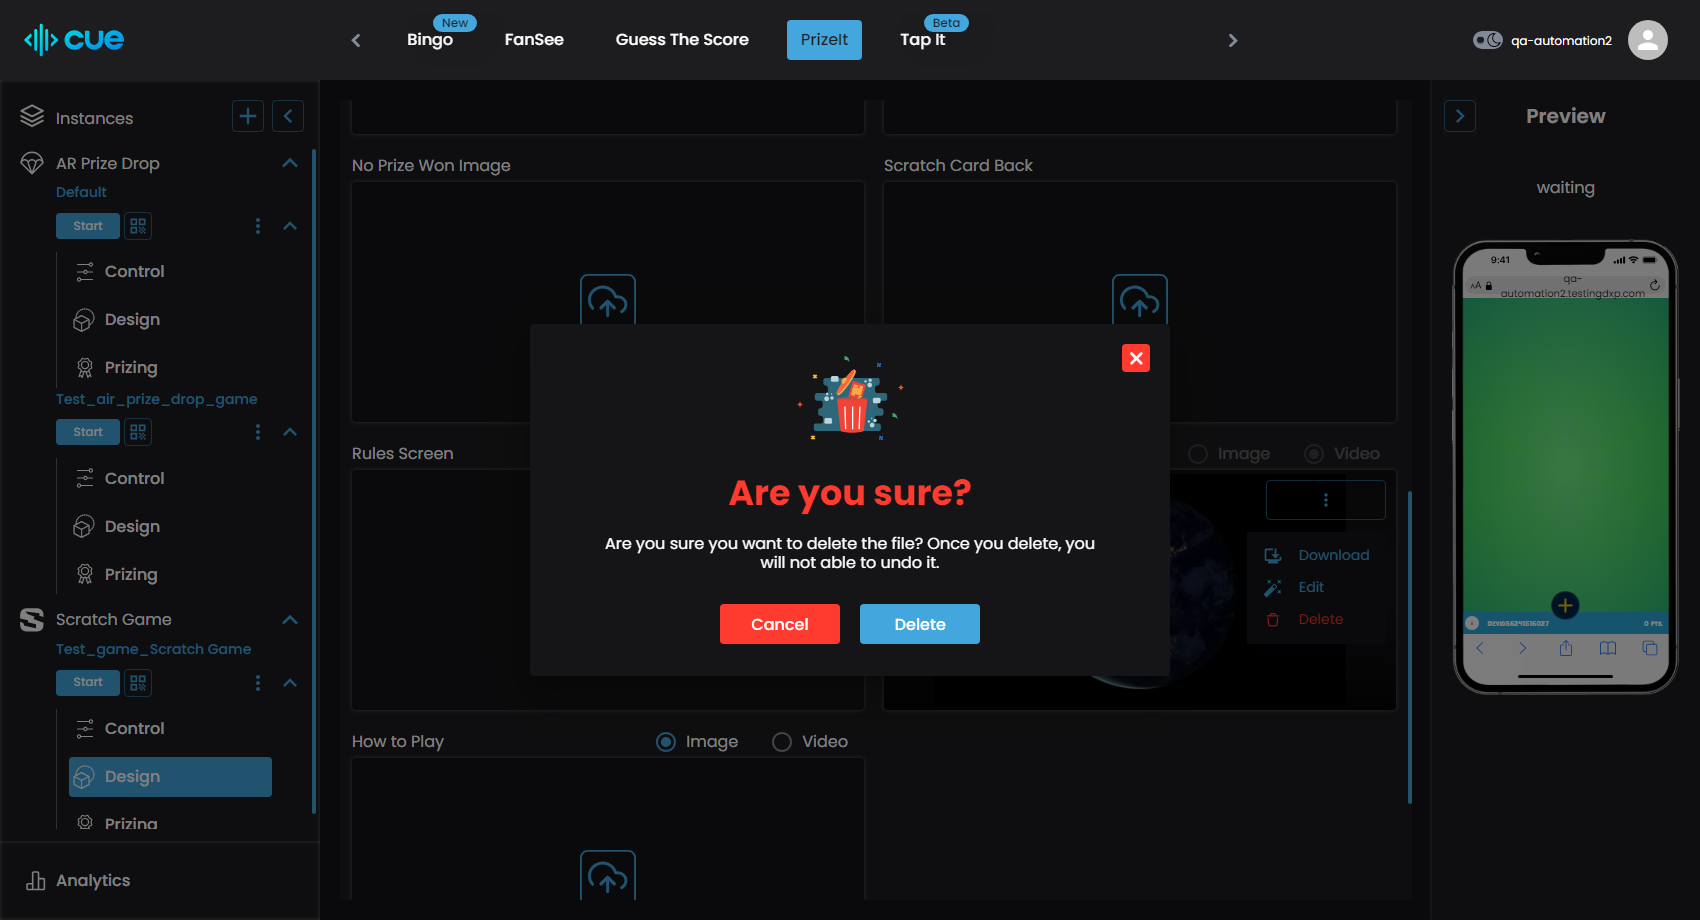 cue
Bingo
New
FanSee
Guess The Score
PrizeIt
Tap It
Beta
qa-automation2
Instances
AR Prize Drop
Default
Start
Control
Design
Prizing
Test_air_prize_drop_game
Start
Control
Design
Prizing
Scratch Game
Test_game_Scratch Game
Start
Control
Design
Prizing
Analytics
No Prize Won Image
Scratch Card Back
Rules Screen
Image
Video
Download
Edit
Delete
How to Play
Image
Video
Are you sure?
Are you sure you want to delete the file? Once you delete, you
will not able to undo it.
Cancel
Delete
Preview
waiting
9:41
AA
qa-
automation2.testingdxp.com
0 PTS.